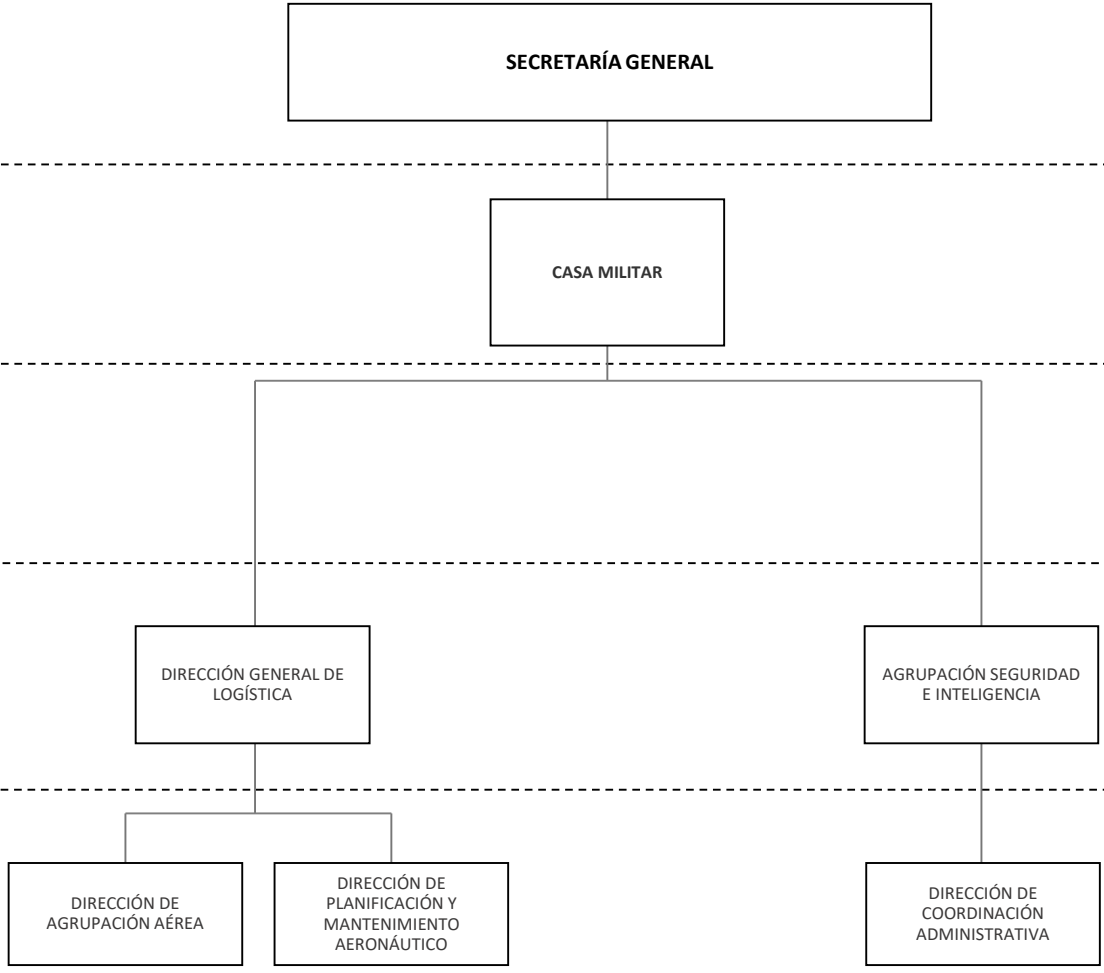 SECRETARÍA GENERAL
CASA MILITAR
DIRECCIÓN GENERAL DE
LOGÍSTICA
AGRUPACIÓN SEGURIDAD
E INTELIGENCIA
DIRECCIÓN DE
AGRUPACIÓN AÉREA
DIRECCIÓN DE
PLANIFICACIÓN Y
MANTENIMIENTO
AERONÁUTICO
DIRECCIÓN DE
COORDINACIÓN
ADMINISTRATIVA